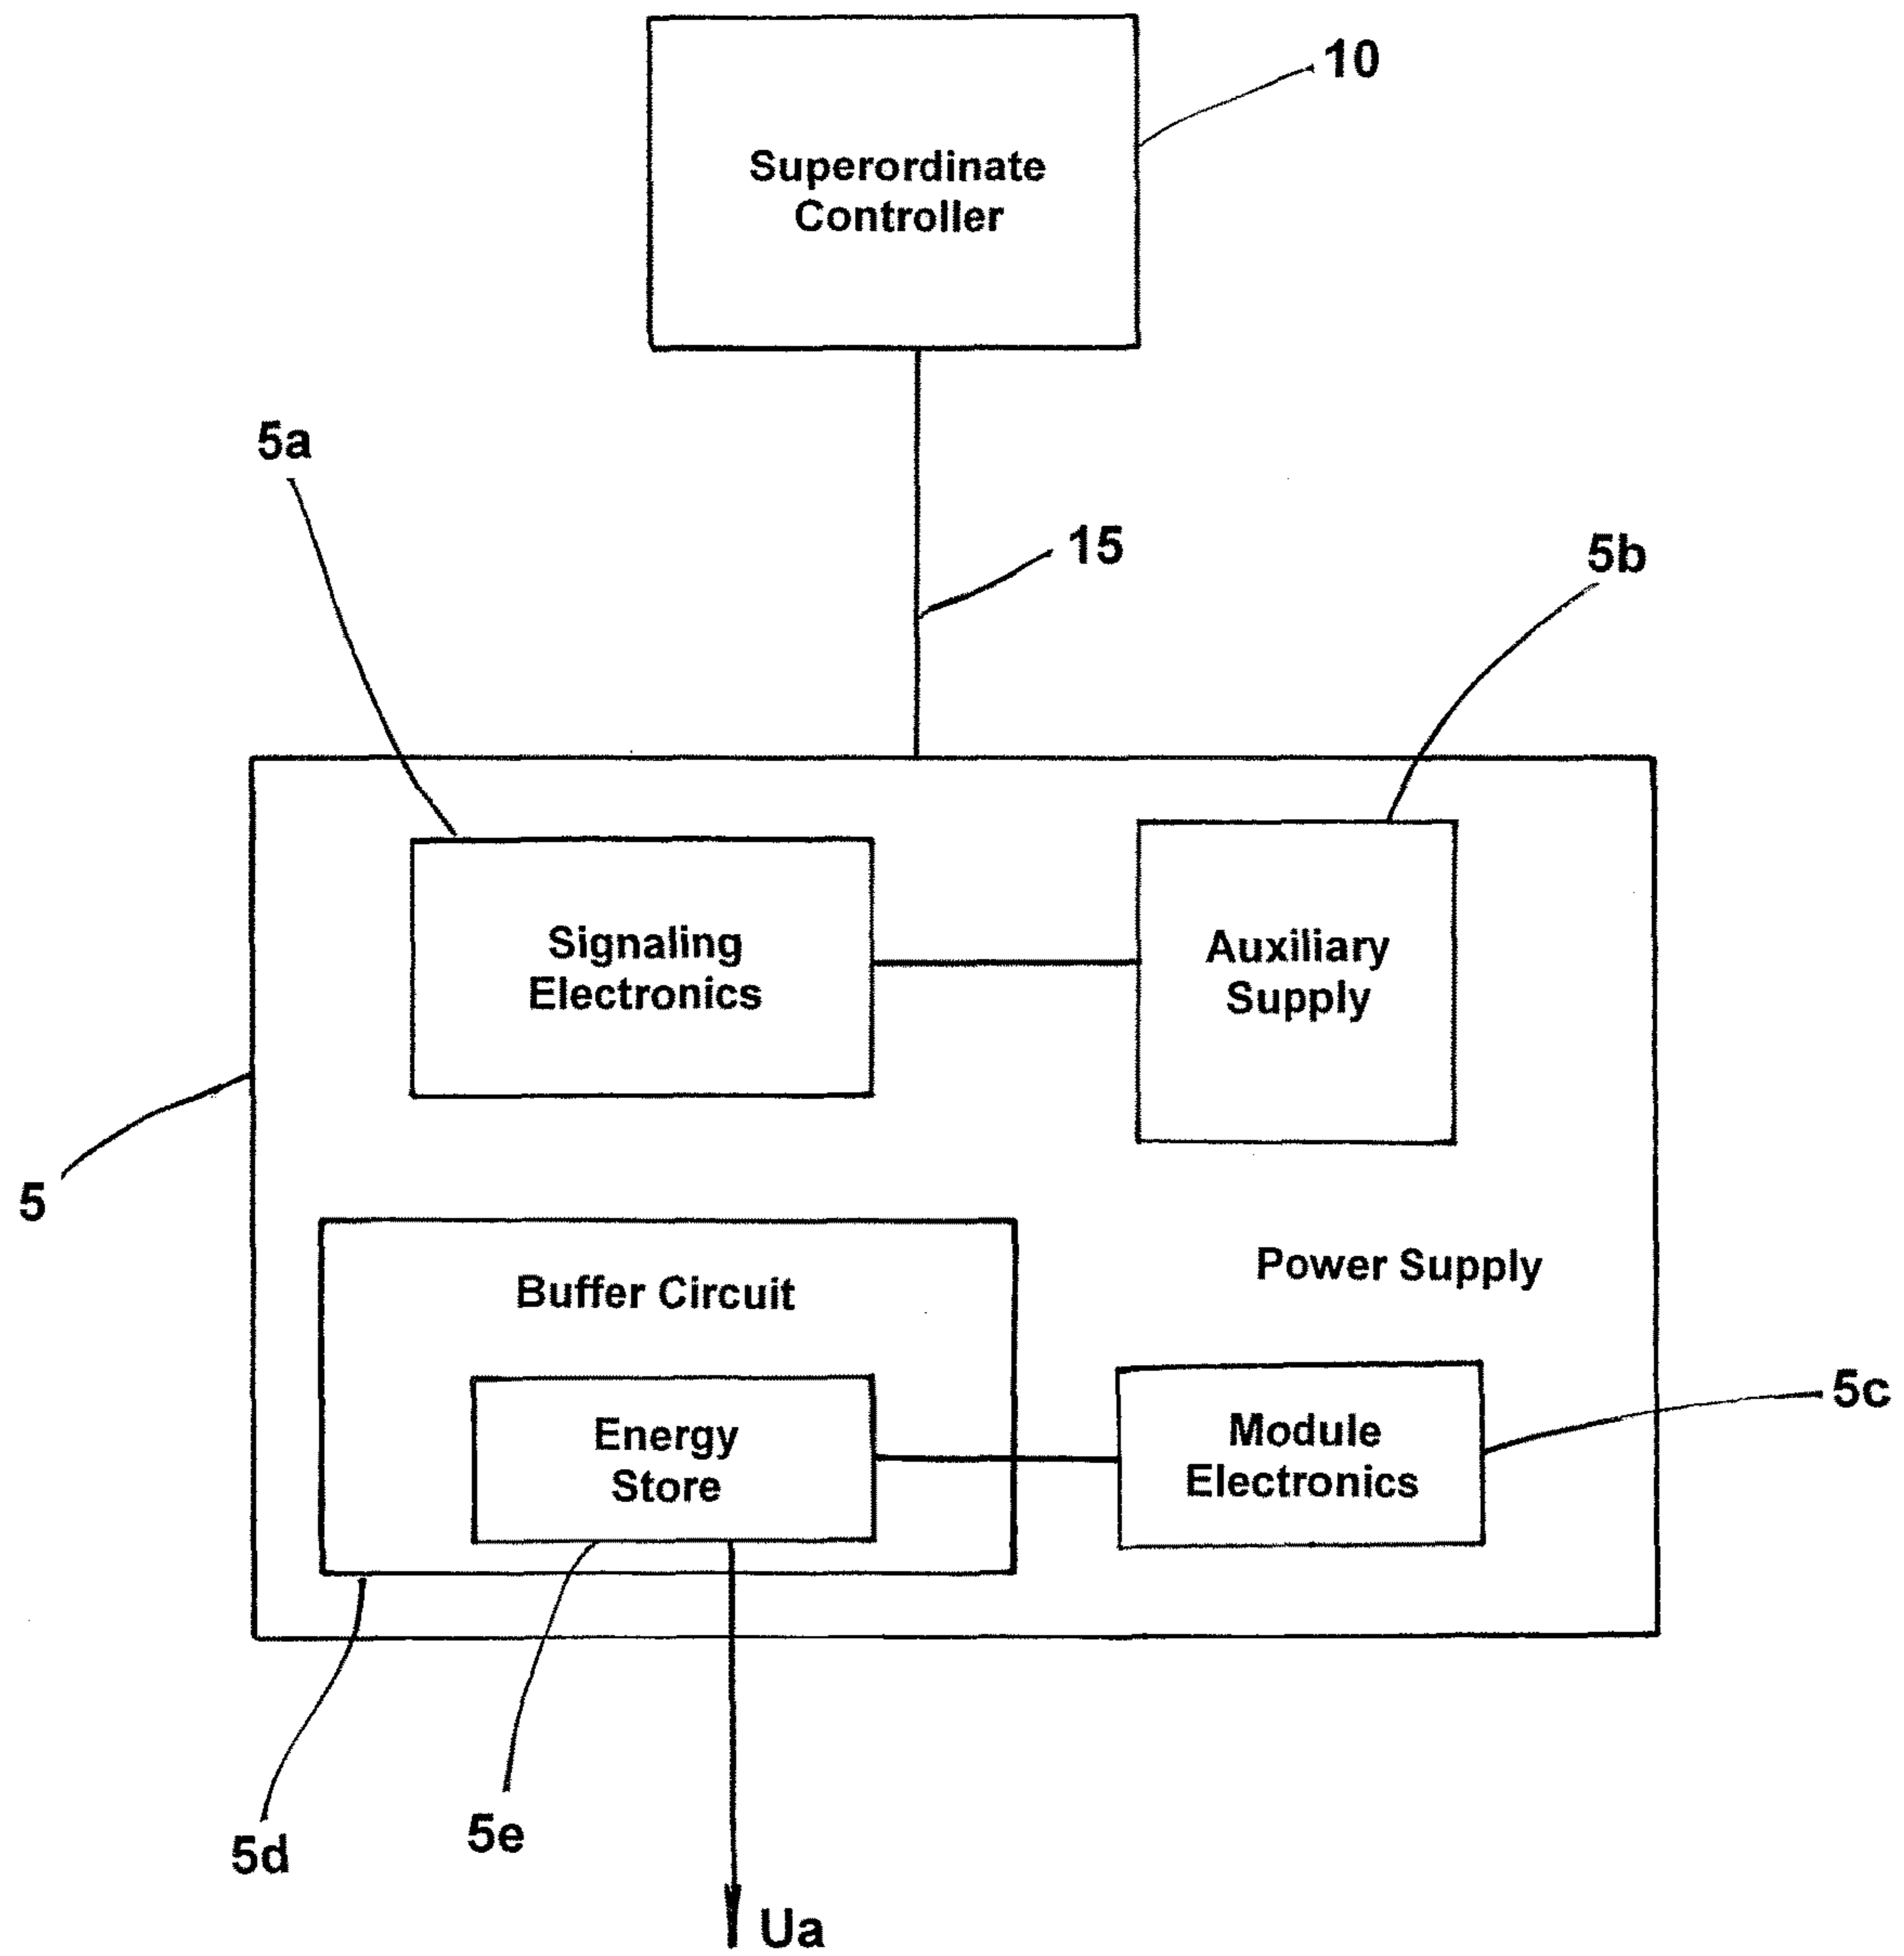 10
Superordinate
Controller
5a
15
5b
Signaling
Electronics
Auxiliary
Supply
5
Buffer Circuit
Power Supply
Energy
Store
Module
Electronics
5c
5d
5e
Ua